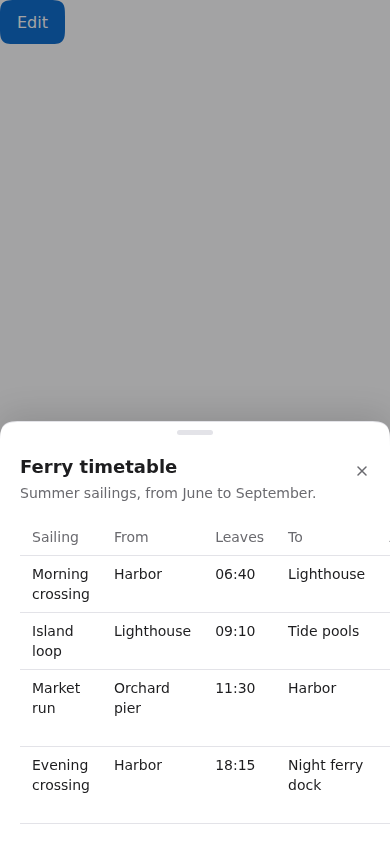 Edit
Ferry timetable
×
Summer sailings, from June to September.
Sailing From Leaves To
Morning crossing Harbor 06:40 Lighthouse
Island loop Lighthouse 09:10 Tide pools
Market run Orchard pier 11:30 Harbor
Evening crossing Harbor 18:15 Night ferry dock